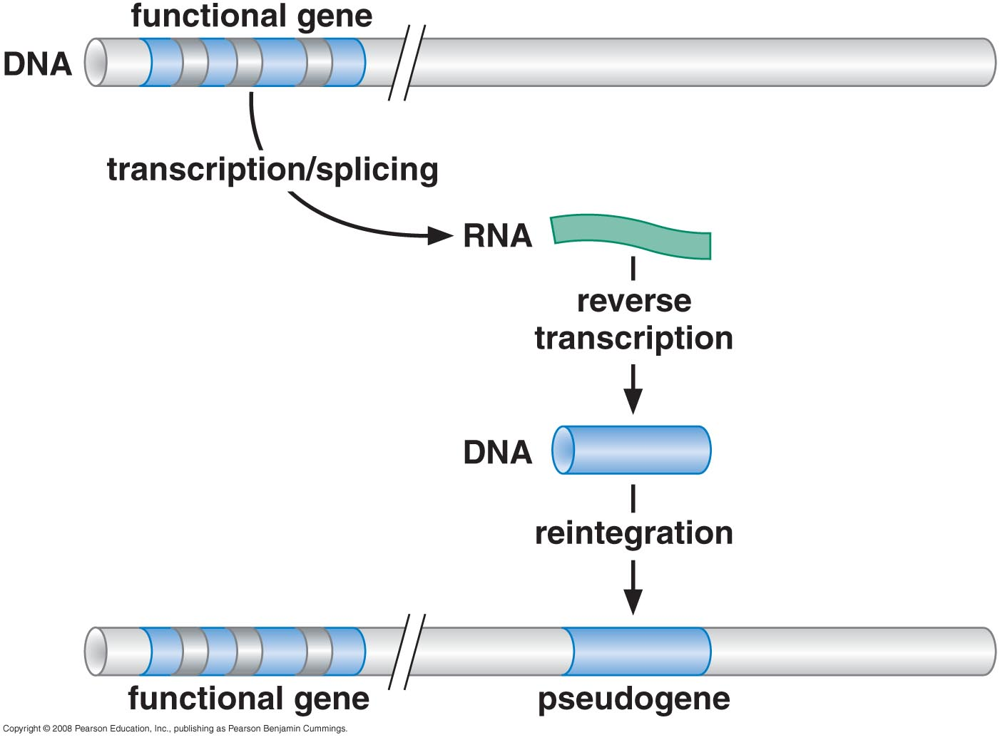 functional gene
DNA
transcription/splicing
RNA
reverse
transcription
DNA
reintegration
functional gene
pseudogene
Copyright © 2008 Pearson Education, Inc., publishing as Pearson Benjamin Cummings.